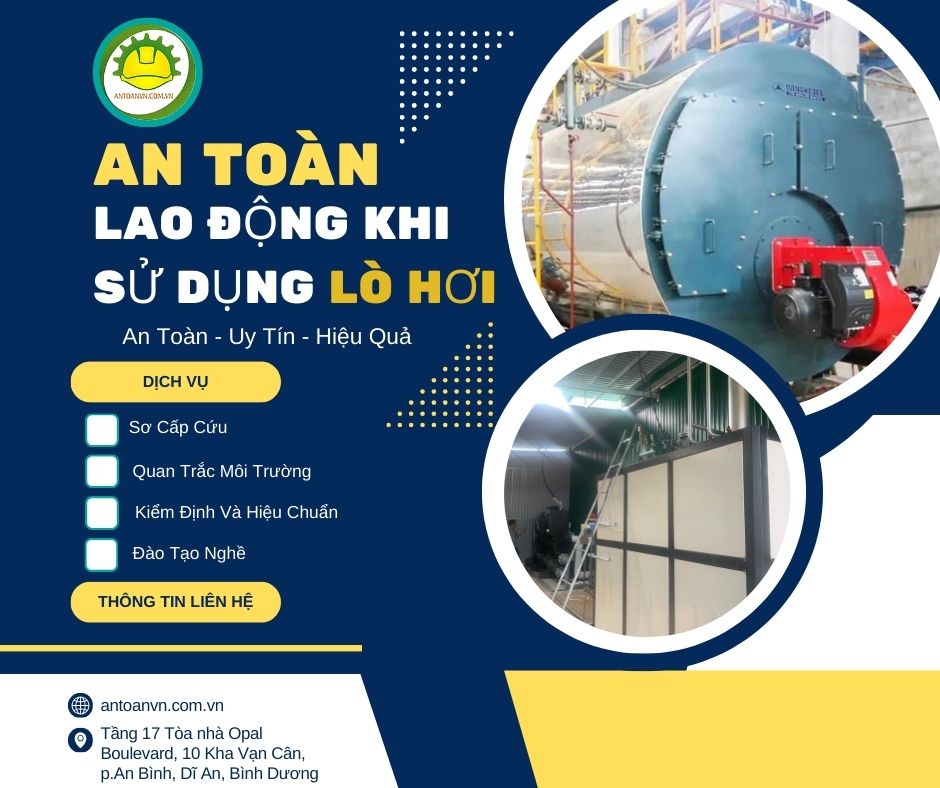 ANTOANVN.COM.VN
AN TOÀN
LAO ĐỘNG KHI
SỬ DỤNG LÒ HƠI
An Toàn - Uy Tín - Hiệu Quả
DỊCH VỤ
Sơ Cấp Cứu
Quan Trắc Môi Trường
Kiểm Định Và Hiệu Chuẩn
Đào Tạo Nghề
THÔNG TIN LIÊN HỆ
antoanvn.com.vn
Tầng 17 Tòa nhà Opal
Boulevard, 10 Kha Vạn Cân,
p.An Bình, Dĩ An, Bình Dương